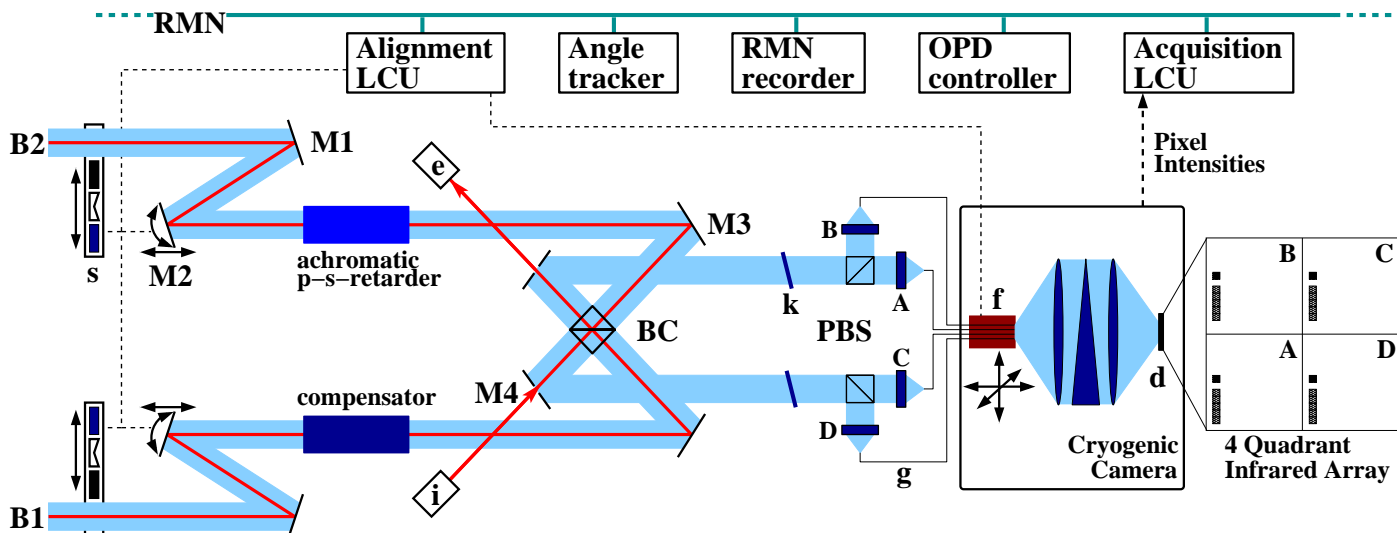 RMN
Alignment
LCU
Angle
tracker
RMN
recorder
OPD
controller
Acquisition
LCU
B2
M1
e
Pixel
Intensities
s
M2
achromatic
p−s−retarder
M3
B
A
k
f
B
C
BC
PBS
C
A
D
d
M4
compensator
D
g
i
Cryogenic
Camera
4 Quadrant
Infrared Array
B1